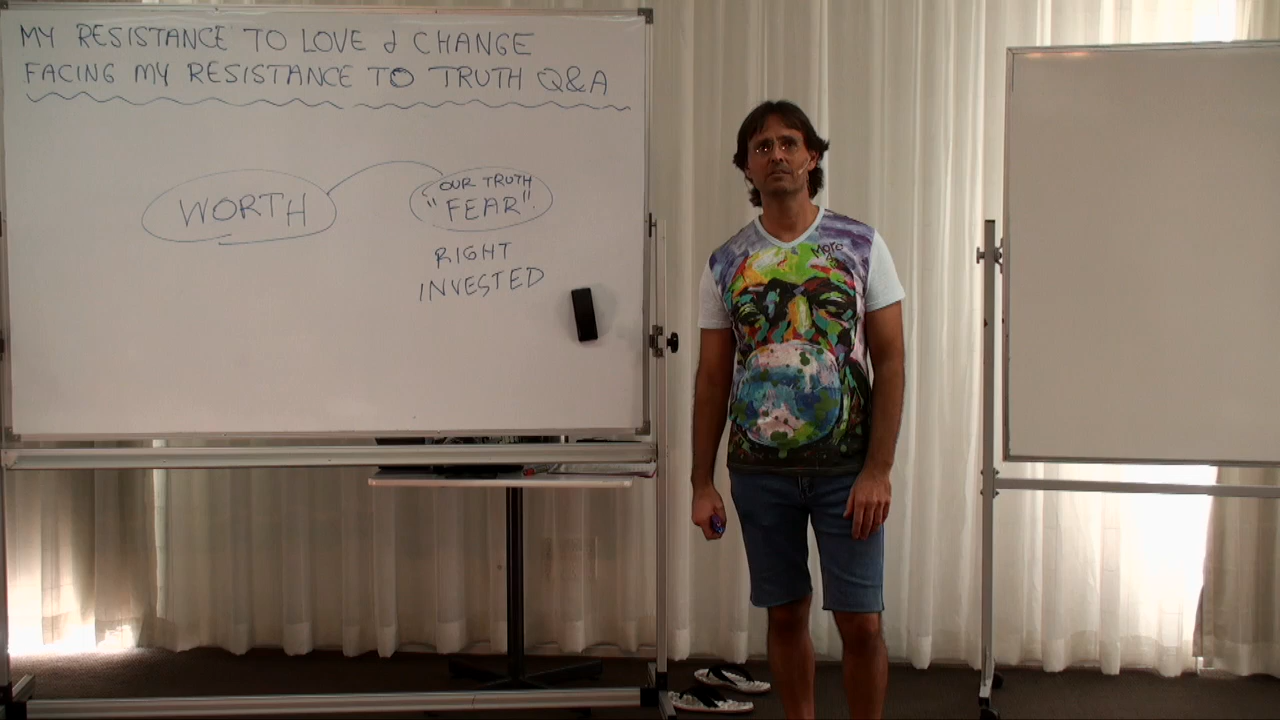 MY RESISTANCE TO LOVE & CHANGE
FACING MY RESISTANCE TO TRUTH Q&A
WORTH
OUR TRUTH
"FEAR".
RIGHT
INVESTED